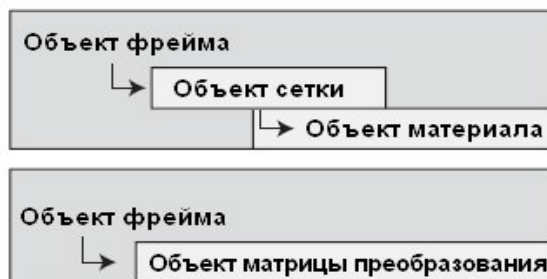 Объект фрейма
Объект сетки
Объект материала
Объект фрейма
Объект матрицы преобразования